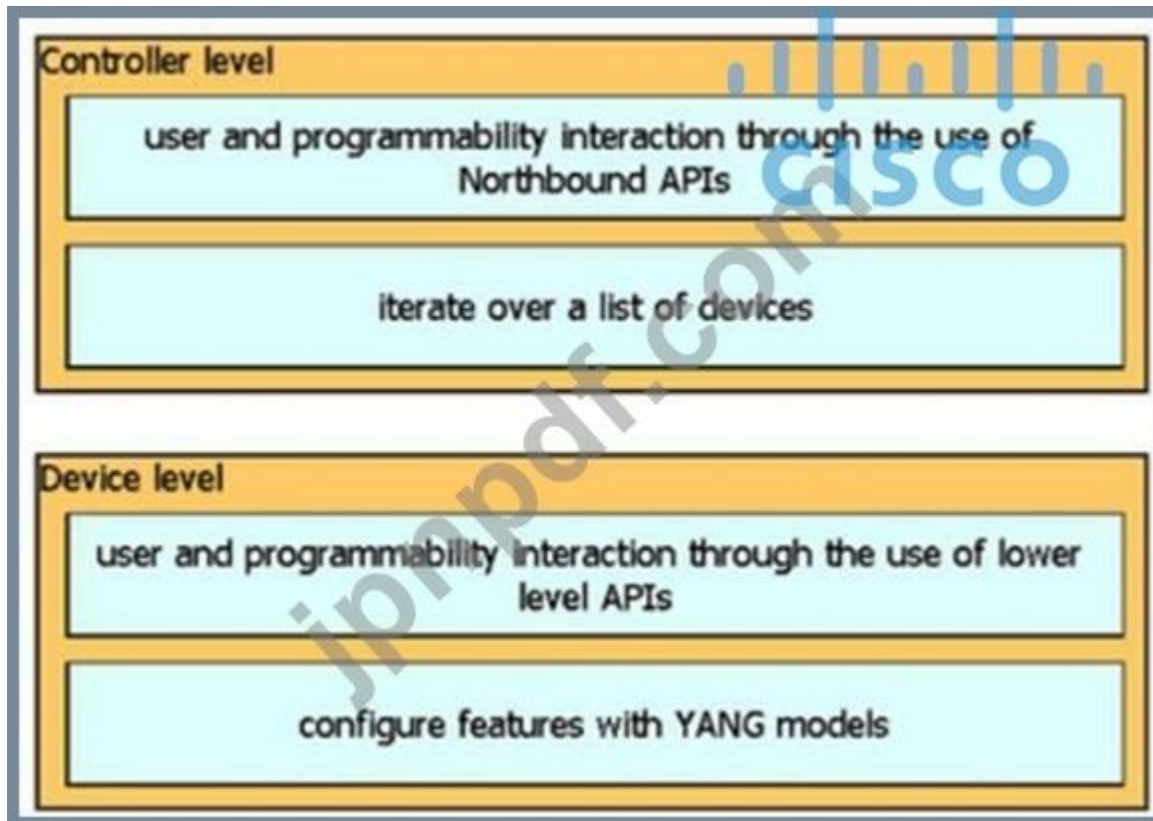 Controller level
CISCO
user and programmability interaction through the use of
Northbound APIs
iterate over a list of devices
Device level
user and programmability interaction through the use of lower
level APIs
configure features with YANG models
jpnpdf.com